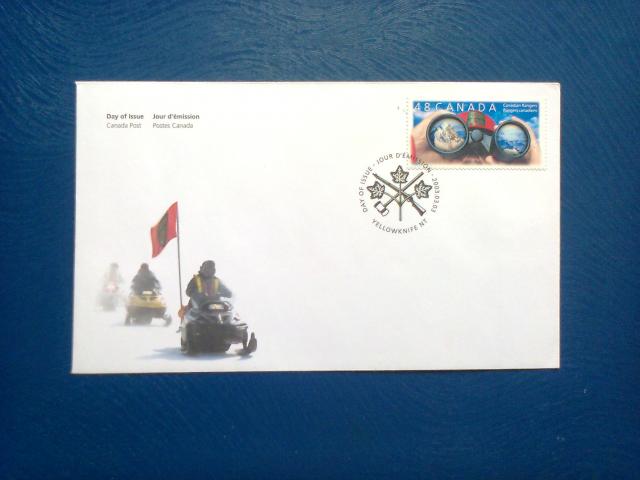 Day of Issue Jour d'émission
Canada Post Postes Canada
48 CANADA
Canadian Rangers
Rangers canadiens
DAY OF ISSUE • JOUR D'ÉMISSION • 2003.03.03
YELLOWKNIFE NT